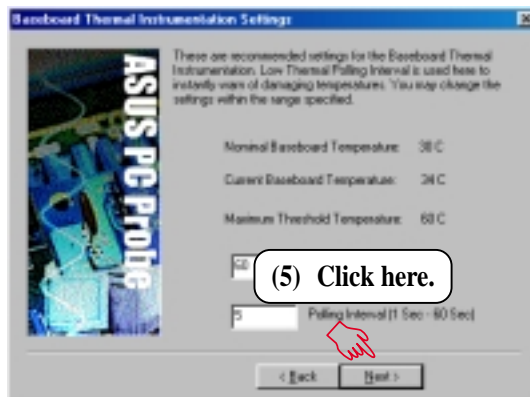 Baseboard Thermal Instrumentation Settings
ASUS PC Probe
These are recommended settings for the Baseboard Thermal
Instrumentation. Low Thermal Polling Interval is used here to
instantly warn of damaging temperatures. You may change the
settings within the range specified.
Nominal Baseboard Temperature: 30 C
Current Baseboard Temperature: 34 C
Maximum Threshold Temperature: 60 C
60
(5) Click here.
5 Polling Interval (1 Sec - 60 Sec)
< Back Next >